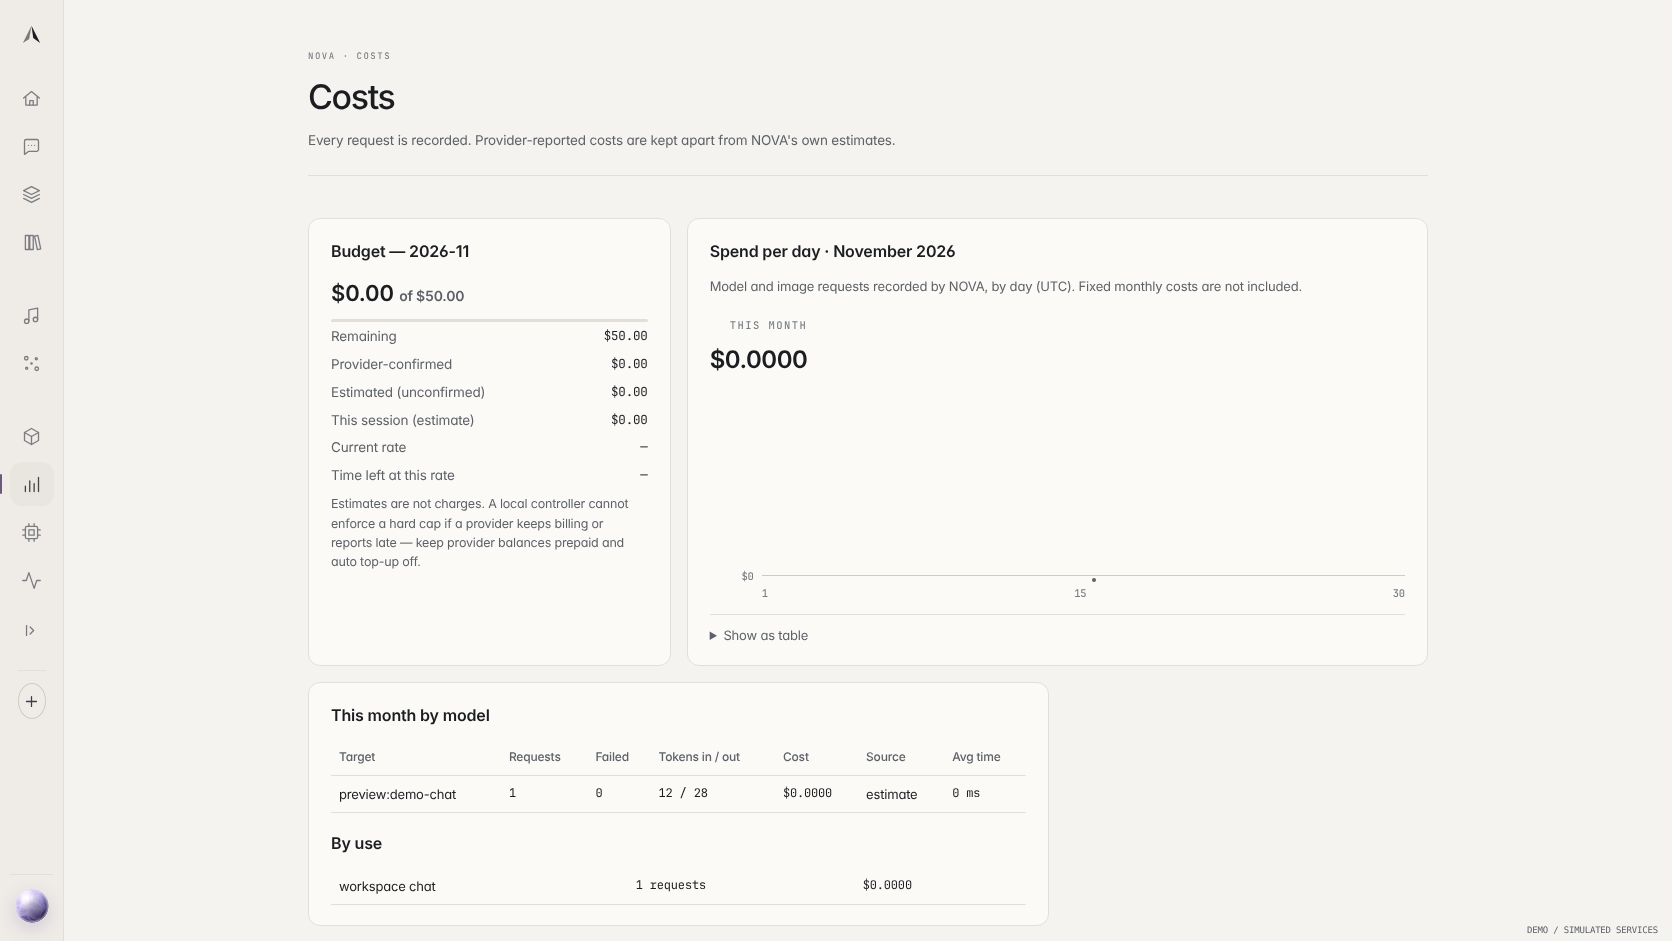 NOVA · COSTS
Costs
Every request is recorded. Provider-reported costs are kept apart from NOVA's own estimates.
Budget — 2026-11
$0.00 of $50.00
Remaining $50.00
Provider-confirmed $0.00
Estimated (unconfirmed) $0.00
This session (estimate) $0.00
Current rate —
Time left at this rate —
Estimates are not charges. A local controller cannot
enforce a hard cap if a provider keeps billing or
reports late — keep provider balances prepaid and
auto top-up off.
Spend per day · November 2026
Model and image requests recorded by NOVA, by day (UTC). Fixed monthly costs are not included.
THIS MONTH
$0.0000
$0
1 15 30
Show as table
This month by model
Target Requests Failed Tokens in / out Cost Source Avg time
preview:demo-chat 1 0 12 / 28 $0.0000 estimate 0 ms
By use
workspace chat 1 requests $0.0000
DEMO / SIMULATED SERVICES